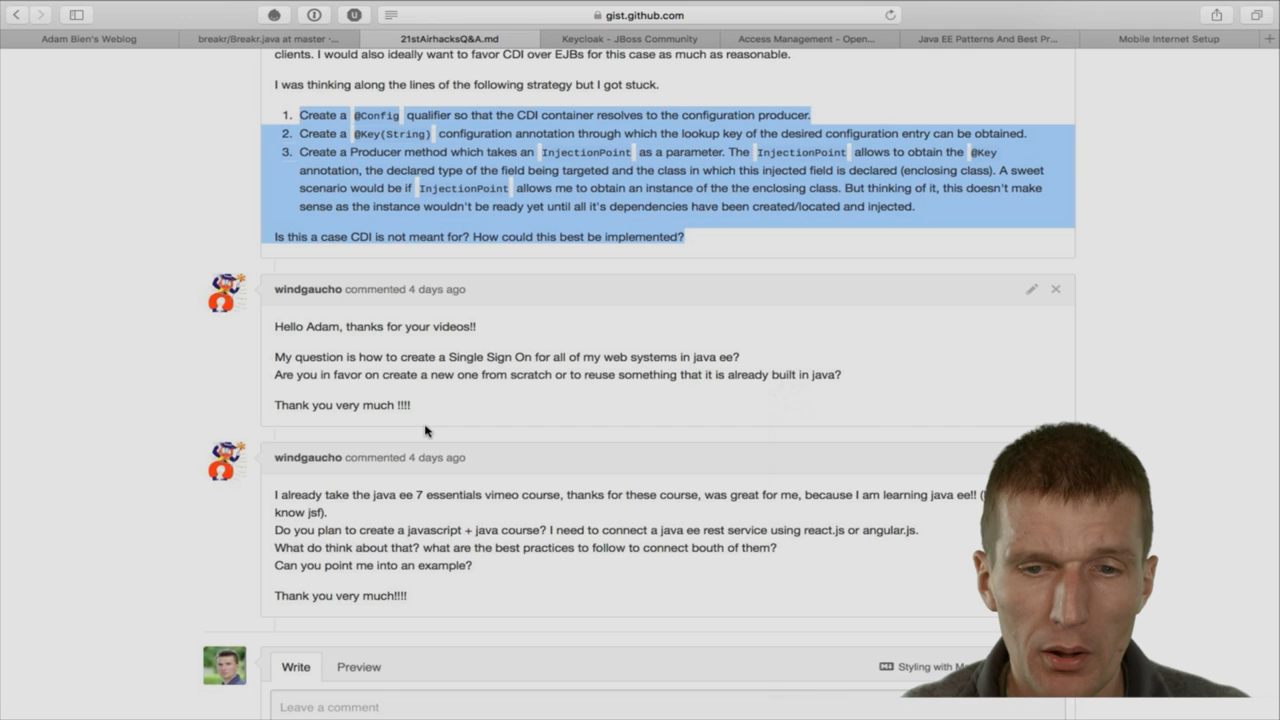 gist.github.com
Adam Bien's Weblog
breakr/Breakr.java at master -...
21stAirhacksQ&A.md
Keycloak - JBoss Community
Access Management - Open...
Java EE Patterns And Best Pr...
Mobile Internet Setup
clients. I would also ideally want to favor CDI over EJBs for this case as much as reasonable.
I was thinking along the lines of the following strategy but I got stuck.
1. Create a @Config qualifier so that the CDI container resolves to the configuration producer.
2. Create a @Key(String) configuration annotation through which the lookup key of the desired configuration entry can be obtained.
3. Create a Producer method which takes an InjectionPoint as a parameter. The InjectionPoint allows to obtain the @Key
annotation, the declared type of the field being targeted and the class in which this injected field is declared (enclosing class). A sweet
scenario would be if InjectionPoint allows me to obtain an instance of the the enclosing class. But thinking of it, this doesn't make
sense as the instance wouldn't be ready yet until all it's dependencies have been created/located and injected.
Is this a case CDI is not meant for? How could this best be implemented?
windgaucho commented 4 days ago
Hello Adam, thanks for your videos!!
My question is how to create a Single Sign On for all of my web systems in java ee?
Are you in favor on create a new one from scratch or to reuse something that it is already built in java?
Thank you very much !!!!
windgaucho commented 4 days ago
I already take the java ee 7 essentials vimeo course, thanks for these course, was great for me, because I am learning java ee!!
know jsf).
Do you plan to create a javascript + java course? I need to connect a java ee rest service using react.js or angular.js.
What do think about that? what are the best practices to follow to connect bouth of them?
Can you point me into an example?
Thank you very much!!!!
Write
Preview
Styling with
Leave a comment